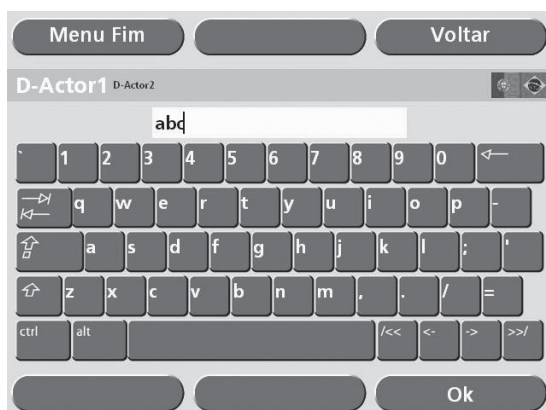 Menu Fim Voltar
D-Actor1 D-Actor2
abc
` 1 2 3 4 5 6 7 8 9 0
q w e r t y u i o p -
a s d f g h j k l ; '
z x c v b n m , . / =
ctrl alt /<< <- -> >>/
Ok